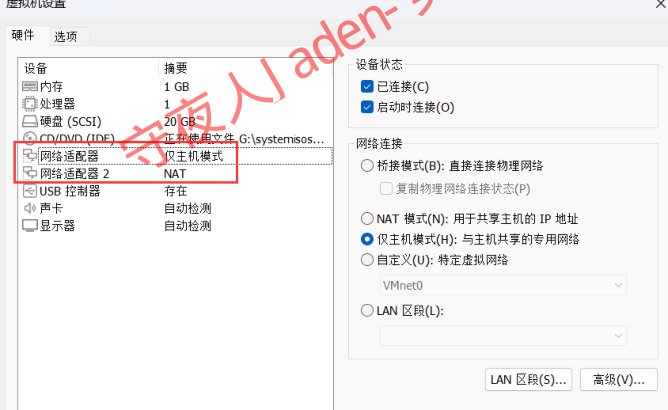 虚拟机设置
硬件 选项
设备 摘要
内存 1 GB
处理器 1
硬盘 (SCSI) 20 GB
CD/DVD (IDE) 正在使用文件 G:\systemisos...
网络适配器 仅主机模式
网络适配器 2 NAT
USB 控制器 存在
声卡 自动检测
显示器 自动检测
设备状态
已连接(C)
启动时连接(O)
网络连接
桥接模式(B): 直接连接物理网络
复制物理网络连接状态(P)
NAT 模式(N): 用于共享主机的 IP 地址
仅主机模式(H): 与主机共享的专用网络
自定义(U): 特定虚拟网络
VMnet0
LAN 区段(L):
LAN 区段(S)... 高级(V)...
守夜人J aden-